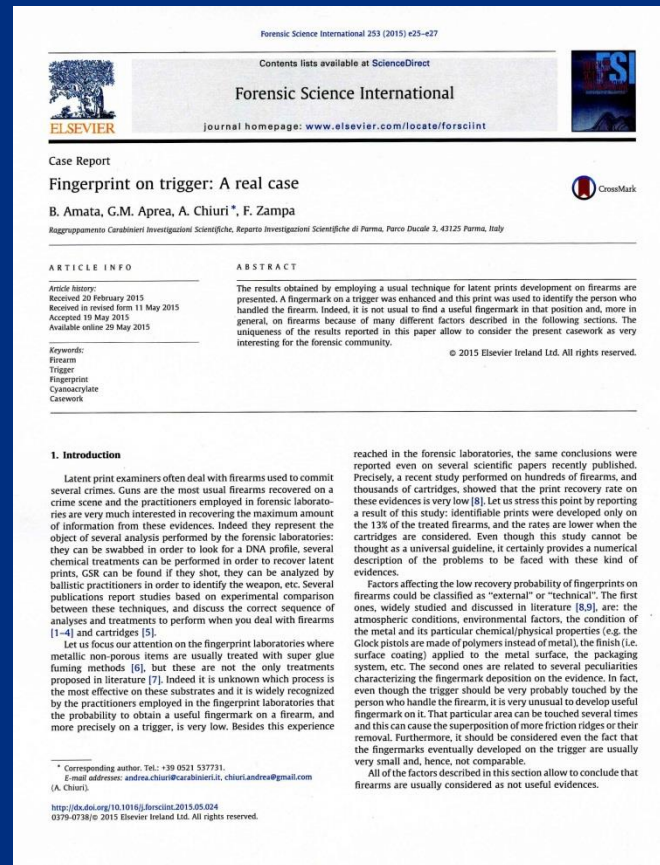 Forensic Science International 253 (2015) e25–e27
Contents lists available at ScienceDirect
Forensic Science International
journal homepage: www.elsevier.com/locate/forsciint
ELSEVIER
FSI
Case Report
Fingerprint on trigger: A real case
CrossMark
B. Amata, G.M. Aprea, A. Chiuri*, F. Zampa
Raggruppamento Carabinieri Investigazioni Scientifiche, Reparto Investigazioni Scientifiche di Parma, Parco Ducale 3, 43125 Parma, Italy
ARTICLE INFO
Article history:
Received 20 February 2015
Received in revised form 11 May 2015
Accepted 19 May 2015
Available online 29 May 2015
Keywords:
Firearm
Trigger
Fingerprint
Cyanoacrylate
Casework
ABSTRACT
The results obtained by employing a usual technique for latent prints development on firearms are
presented. A fingermark on a trigger was enhanced and this print was used to identify the person who
handled the firearm. Indeed, it is not usual to find a useful fingermark in that position and, more in
general, on firearms because of many different factors described in the following sections. The
uniqueness of the results reported in this paper allow to consider the present casework as very
interesting for the forensic community.
© 2015 Elsevier Ireland Ltd. All rights reserved.
1. Introduction
Latent print examiners often deal with firearms used to commit
several crimes. Guns are the most usual firearms recovered on a
crime scene and the practitioners employed in forensic laborato-
ries are very much interested in recovering the maximum amount
of information from these evidences. Indeed they represent the
object of several analysis performed by the forensic laboratories:
they can be swabbed in order to look for a DNA profile, several
chemical treatments can be performed in order to recover latent
prints, GSR can be found if they shot, they can be analyzed by
ballistic practitioners in order to identify the weapon, etc. Several
publications report studies based on experimental comparison
between these techniques, and discuss the correct sequence of
analyses and treatments to perform when you deal with firearms
[1–4] and cartridges [5].
Let us focus our attention on the fingerprint laboratories where
metallic non-porous items are usually treated with super glue
fuming methods [6], but these are not the only treatments
proposed in literature [7]. Indeed it is unknown which process is
the most effective on these substrates and it is widely recognized
by the practitioners employed in the fingerprint laboratories that
the probability to obtain a useful fingermark on a firearm, and
more precisely on a trigger, is very low. Besides this experience
* Corresponding author. Tel.: +39 0521 537731.
E-mail addresses: andrea.chiuri@carabinieri.it, chiuri.andrea@gmail.com
(A. Chiuri).
http://dx.doi.org/10.1016/j.forsciint.2015.05.024
0379-0738/© 2015 Elsevier Ireland Ltd. All rights reserved.
reached in the forensic laboratories, the same conclusions were
reported even on several scientific papers recently published.
Precisely, a recent study performed on hundreds of firearms, and
thousands of cartridges, showed that the print recovery rate on
these evidences is very low [8]. Let us stress this point by reporting
a result of this study: identifiable prints were developed only on
the 13% of the treated firearms, and the rates are lower when the
cartridges are considered. Even though this study cannot be
thought as a universal guideline, it certainly provides a numerical
description of the problems to be faced with these kind of
evidences.
Factors affecting the low recovery probability of fingerprints on
firearms could be classified as "external" or "technical". The first
ones, widely studied and discussed in literature [8,9], are: the
atmospheric conditions, environmental factors, the condition of
the metal and its particular chemical/physical properties (e.g. the
Glock pistols are made of polymers instead of metal), the finish (i.e.
surface coating) applied to the metal surface, the packaging
system, etc. The second ones are related to several peculiarities
characterizing the fingermark deposition on the evidence. In fact,
even though the trigger should be very probably touched by the
person who handle the firearm, it is very unusual to develop useful
fingermark on it. That particular area can be touched several times
and this can cause the superposition of more friction ridges or their
removal. Furthermore, it should be considered even the fact that
the fingermarks eventually developed on the trigger are usually
very small and, hence, not comparable.
All of the factors described in this section allow to conclude that
firearms are usually considered as not useful evidences.